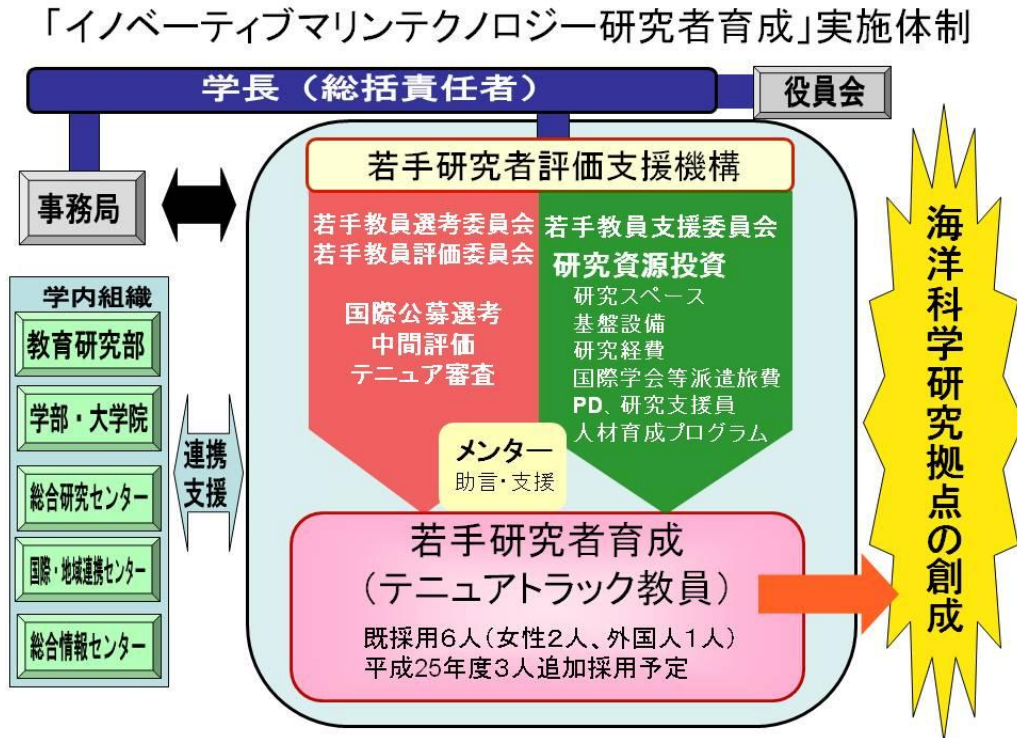 「イノベーティブマリンテクノロジー研究者育成」実施体制
学長（総括責任者）
役員会
事務局
若手研究者評価支援機構
若手教員選考委員会
若手教員評価委員会
国際公募選考
中間評価
テニュア審査
若手教員支援委員会
研究資源投資
研究スペース
基盤設備
研究経費
国際学会等派遣旅費
PD、研究支援員
人材育成プログラム
メンター
助言・支援
学内組織
教育研究部
学部・大学院
総合研究センター
国際・地域連携センター
総合情報センター
連携
支援
若手研究者育成
（テニュアトラック教員）
既採用6人（女性2人、外国人1人）
平成25年度3人追加採用予定
海洋科学研究拠点の創成